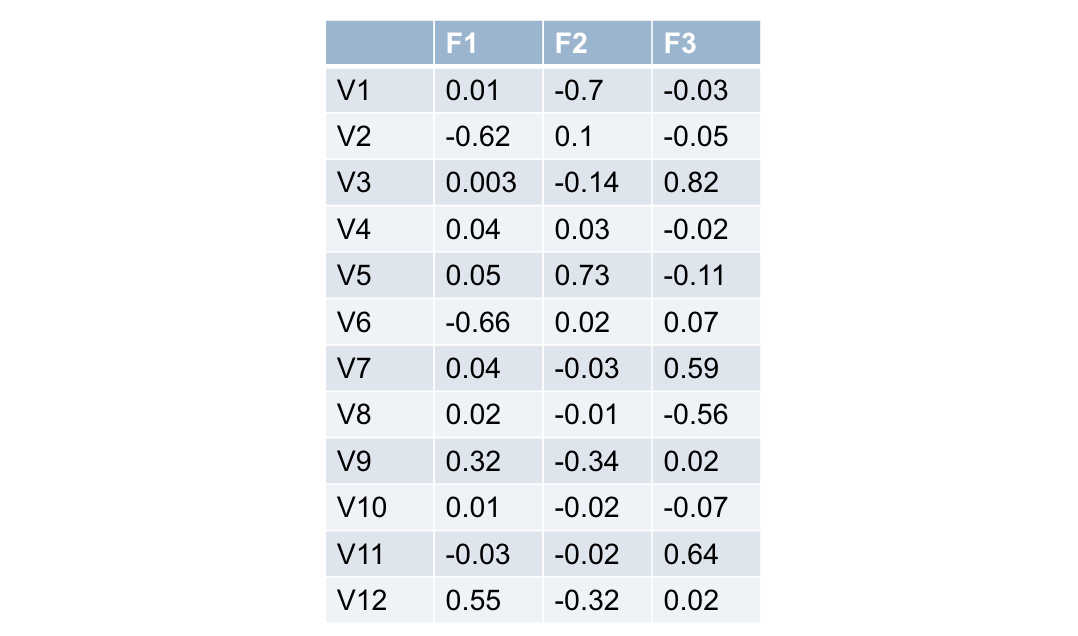 F1 F2 F3
V1 0.01 -0.7 -0.03
V2 -0.62 0.1 -0.05
V3 0.003 -0.14 0.82
V4 0.04 0.03 -0.02
V5 0.05 0.73 -0.11
V6 -0.66 0.02 0.07
V7 0.04 -0.03 0.59
V8 0.02 -0.01 -0.56
V9 0.32 -0.34 0.02
V10 0.01 -0.02 -0.07
V11 -0.03 -0.02 0.64
V12 0.55 -0.32 0.02